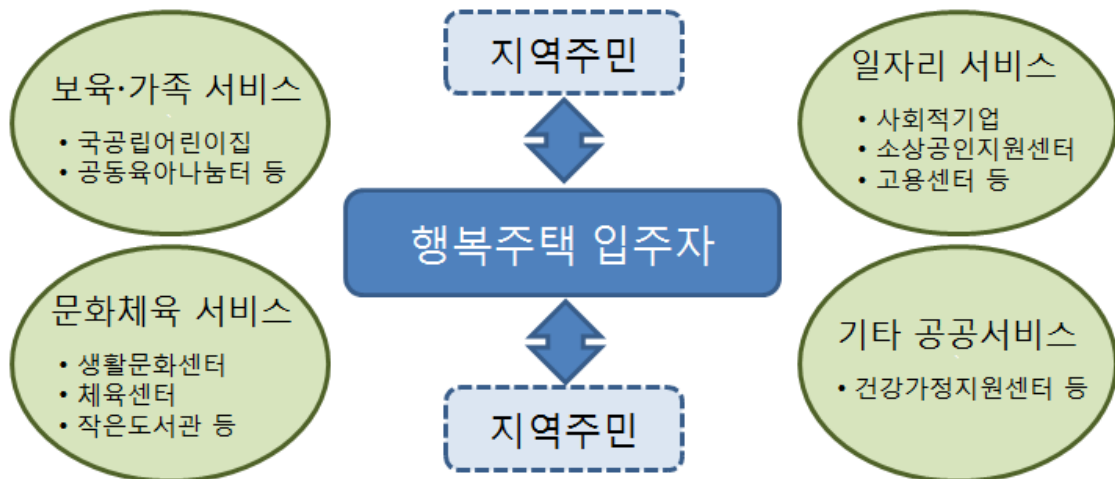 보육·가족 서비스
• 국공립어린이집
• 공동육아나눔터 등
지역주민
일자리 서비스
• 사회적기업
• 소상공인지원센터
• 고용센터 등
행복주택 입주자
문화체육 서비스
• 생활문화센터
• 체육센터
• 작은도서관 등
지역주민
기타 공공서비스
• 건강가정지원센터 등